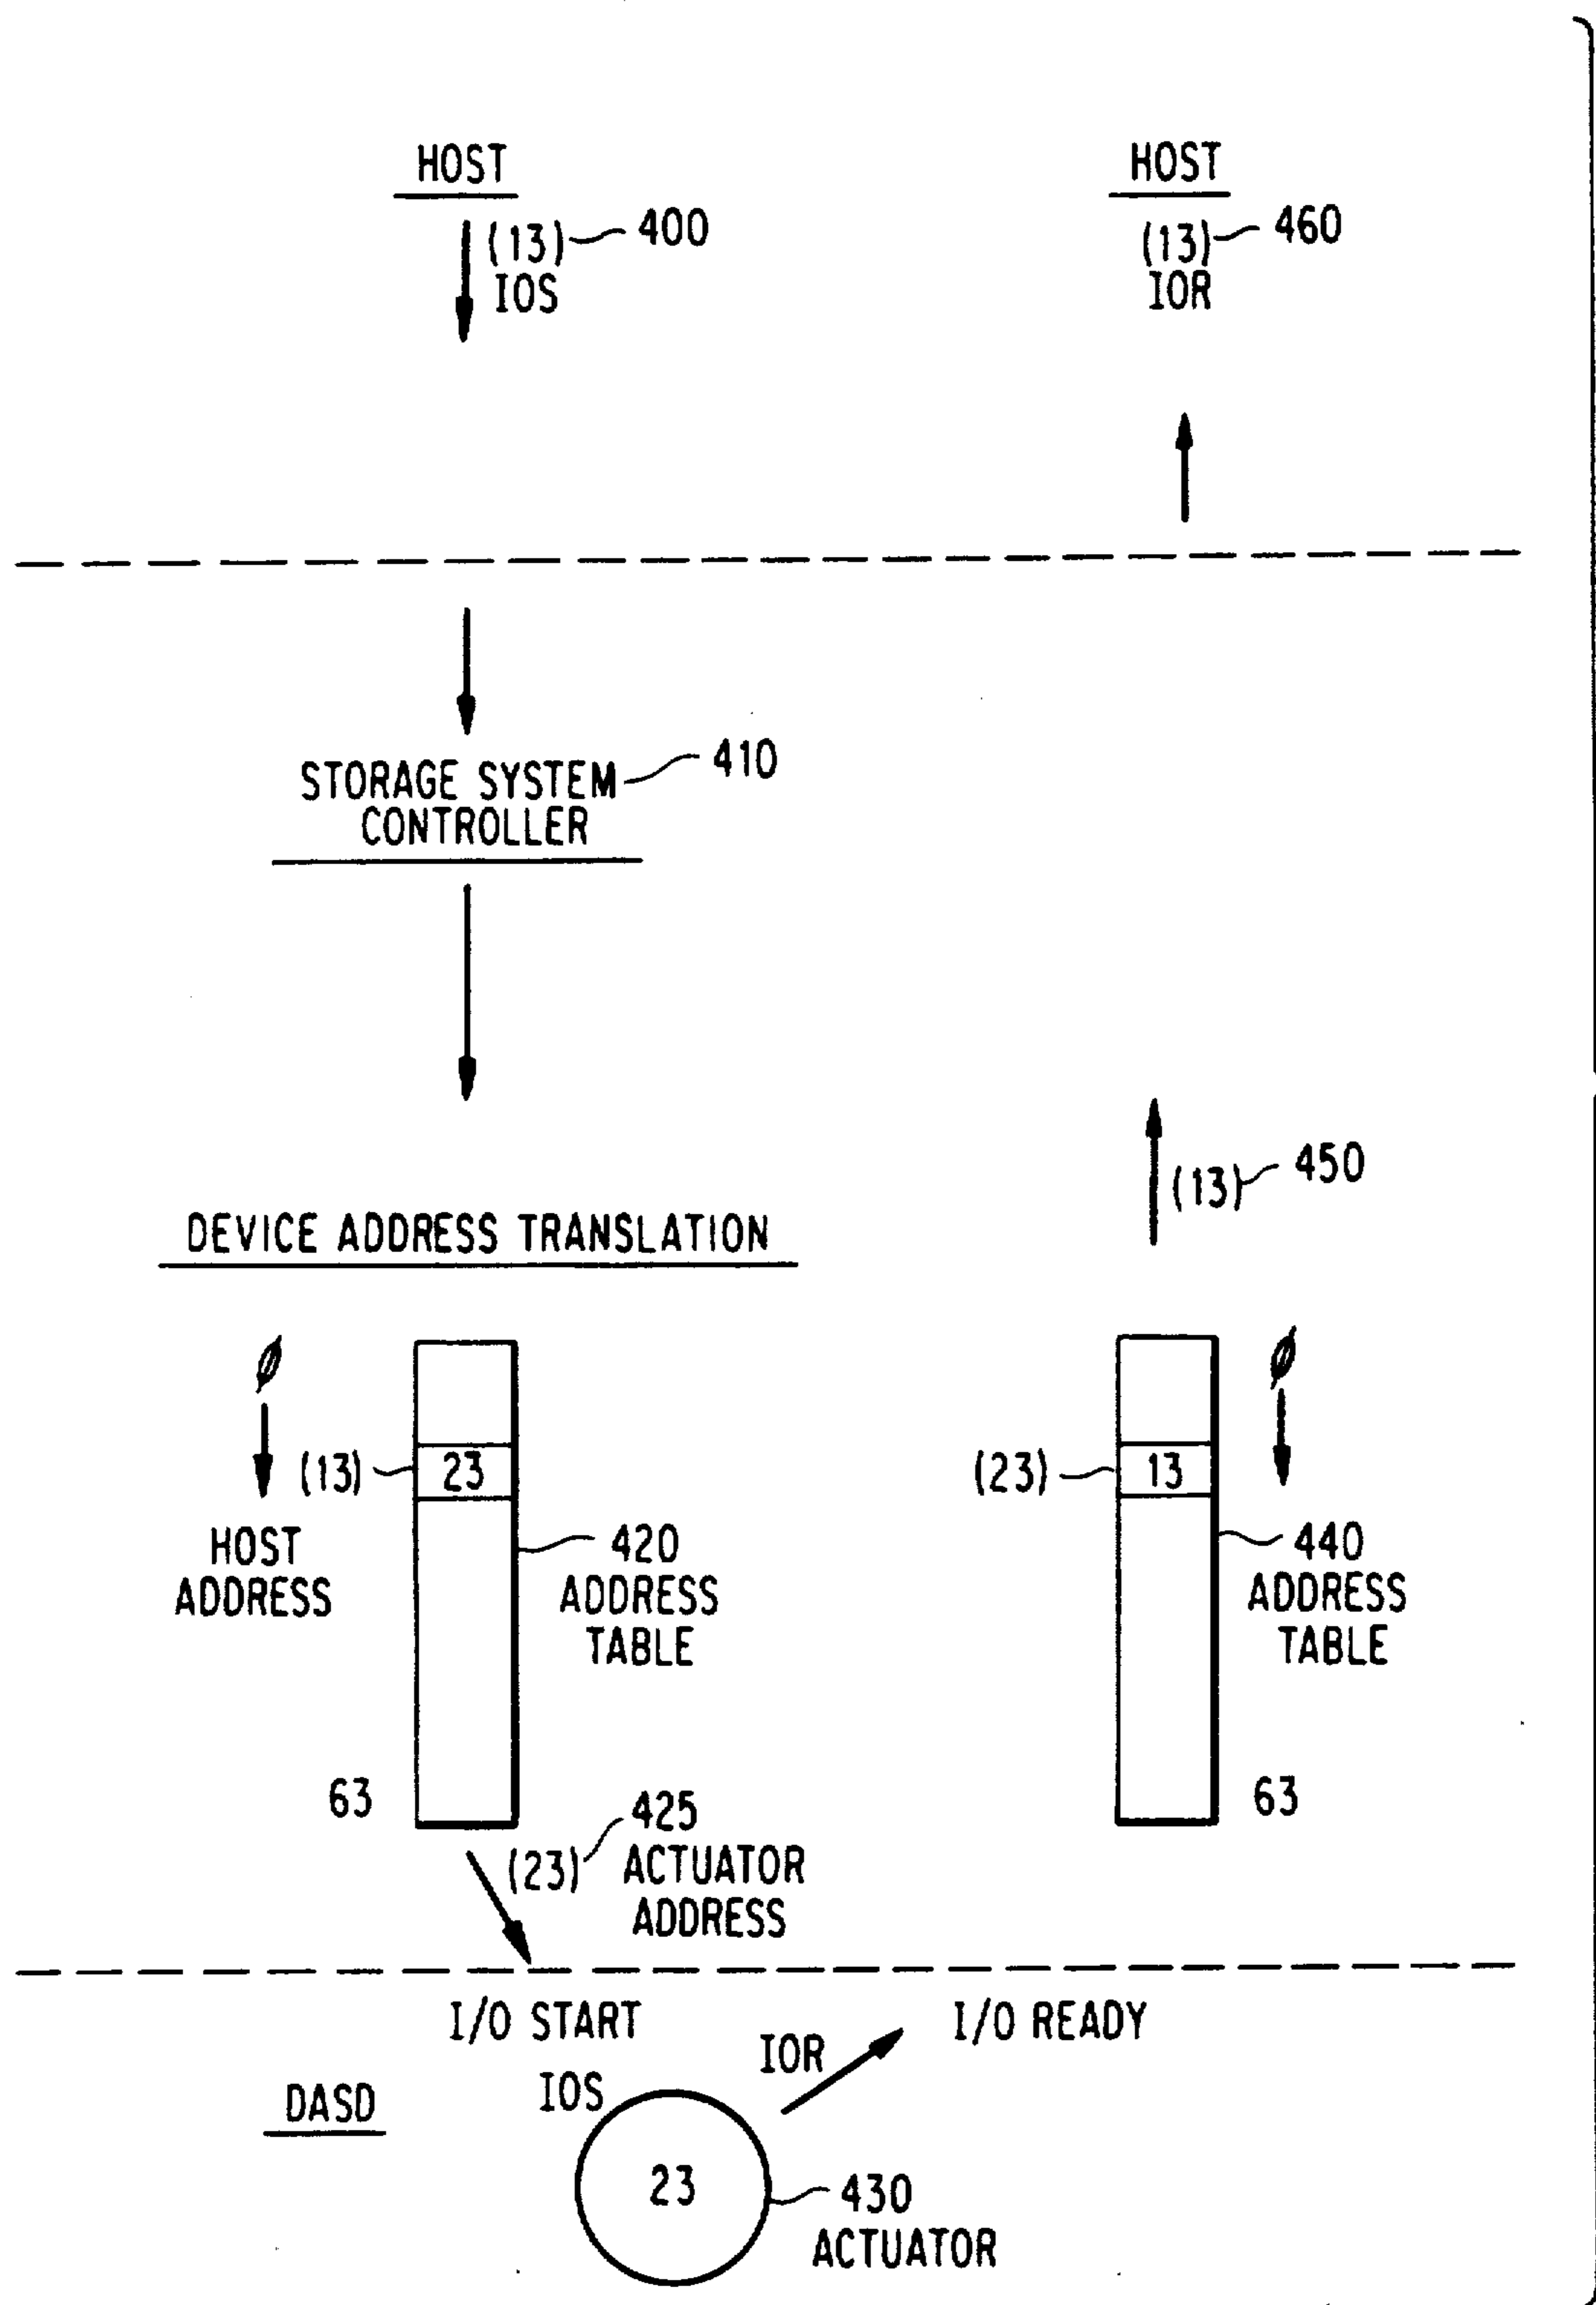 HOST
(13) 400
IOS
HOST
(13) 460
IOR
STORAGE SYSTEM 410
CONTROLLER
(13) 450
DEVICE ADDRESS TRANSLATION
0
(13) 23
HOST
ADDRESS
420
ADDRESS
TABLE
63
0
(23) 13
440
ADDRESS
TABLE
63
(23) 425
ACTUATOR
ADDRESS
I/O START
IOS
IOR
I/O READY
DASD
23
430
ACTUATOR